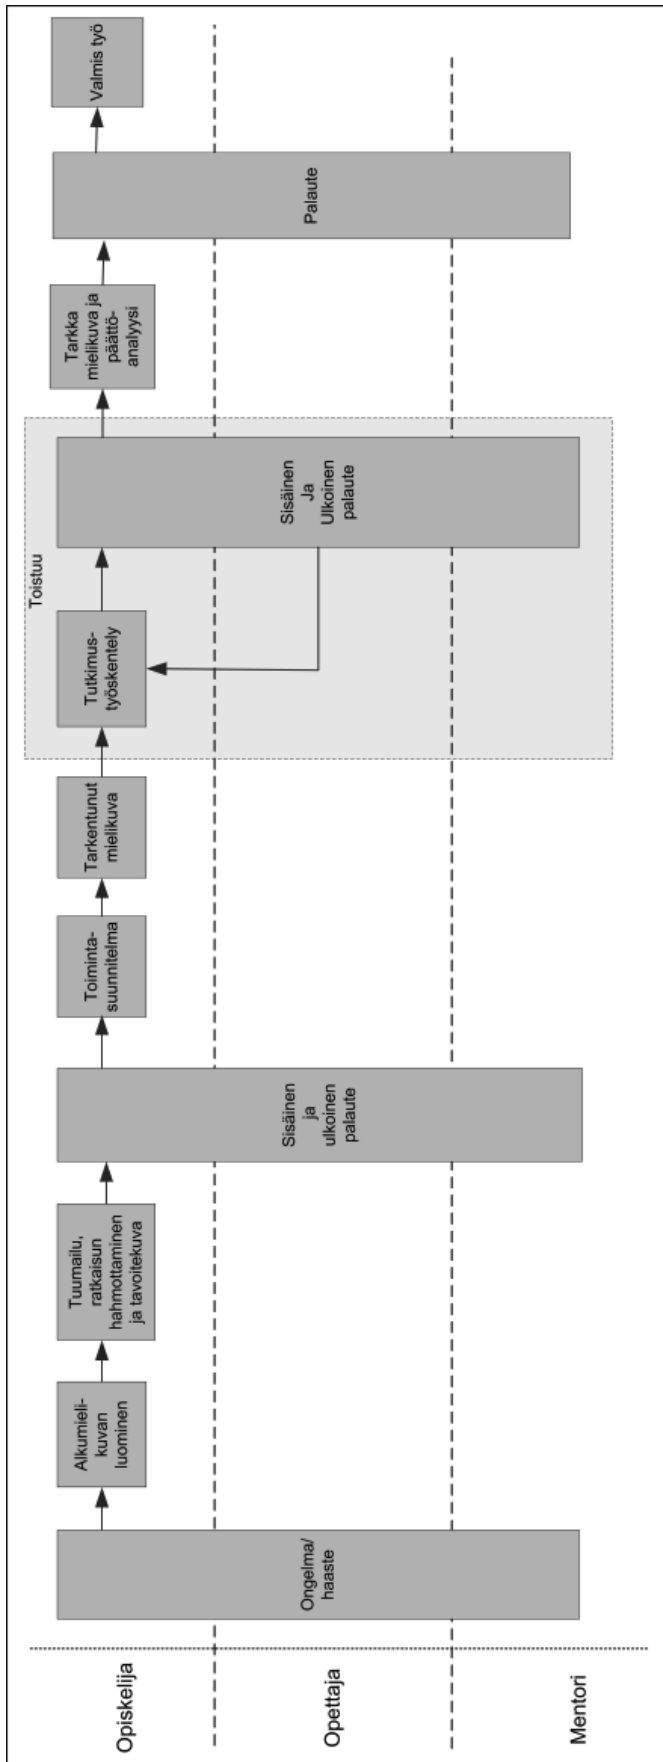 Opiskelija
Opettaja
Mentori
Ongelma/
haaste
Alkumieli-
kuvan
luominen
Tuumailu,
ratkaisun
hahmottaminen
ja tavoitekuva
Sisäinen
ja
ulkoinen
palaute
Toiminta-
suunnitelma
Tarkentunut
mielikuva
Toistuu
Tutkimus-
työskentely
Sisäinen
Ja
Ulkoinen
palaute
Tarkka
mielikuva ja
päättö-
analyysi
Palaute
Valmis työ